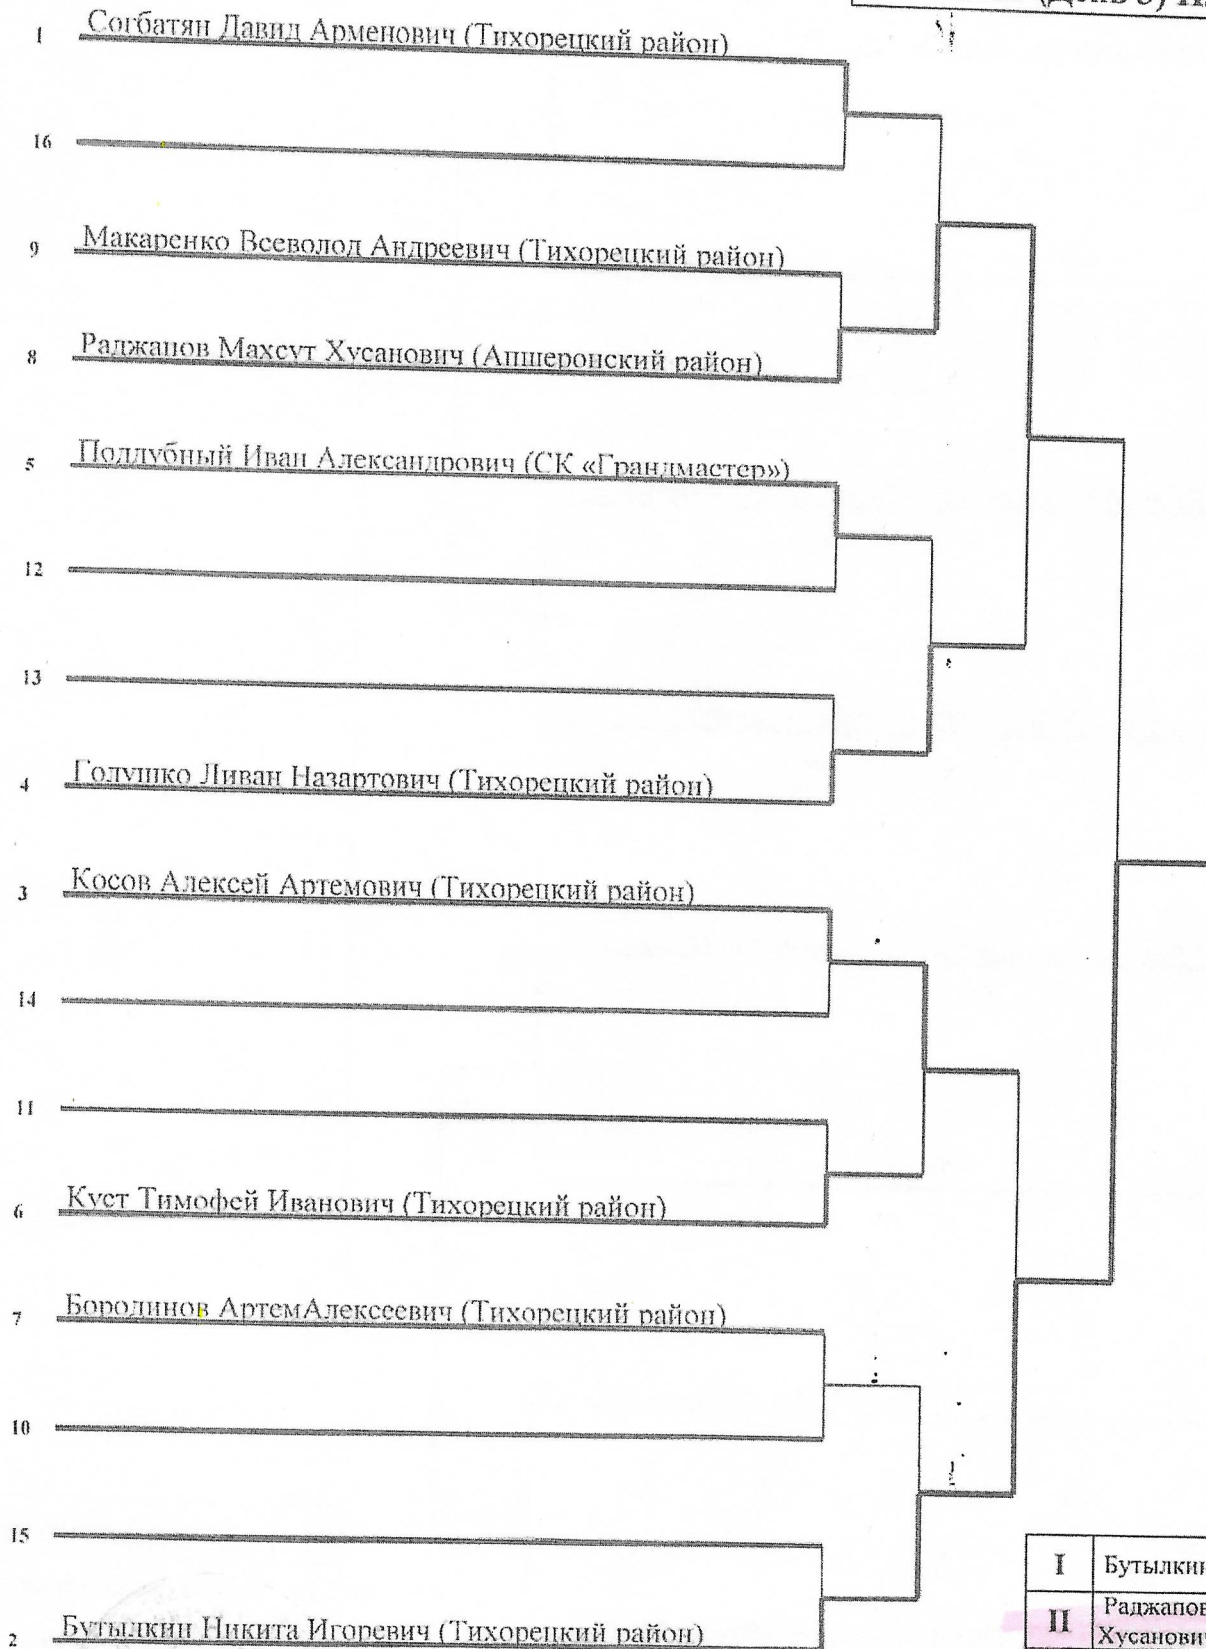 1 Согбатян Давид Арменович (Тихорецкий район)
16
9 Макаренко Всеволод Андреевич (Тихорецкий район)
8 Раджапов Махсут Хусанович (Апшеронский район)
5 Поддубный Иван Александрович (СК «Грандмастер»)
12
13
4 Голушко Ливан Назартович (Тихорецкий район)
3 Косов Алексей Артемович (Тихорецкий район)
14
11
6 Куст Тимофей Иванович (Тихорецкий район)
7 Бородинов АртемАлексеевич (Тихорецкий район)
10
15
2 Бутылкин Никита Игоревич (Тихорецкий район)
I Бутылкин
II Раджапов
Хусанович